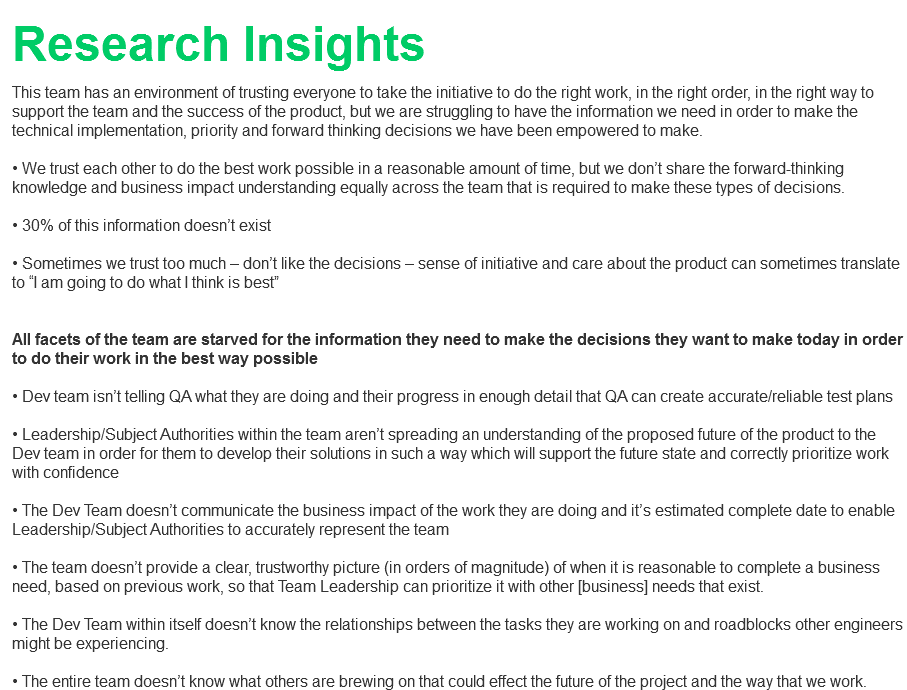 Research Insights
This team has an environment of trusting everyone to take the initiative to do the right work, in the right order, in the right way to
support the team and the success of the product, but we are struggling to have the information we need in order to make the
technical implementation, priority and forward thinking decisions we have been empowered to make.
• We trust each other to do the best work possible in a reasonable amount of time, but we don’t share the forward-thinking
knowledge and business impact understanding equally across the team that is required to make these types of decisions.
• 30% of this information doesn’t exist
• Sometimes we trust too much – don’t like the decisions – sense of initiative and care about the product can sometimes translate
to “I am going to do what I think is best”
All facets of the team are starved for the information they need to make the decisions they want to make today in order
to do their work in the best way possible
• Dev team isn’t telling QA what they are doing and their progress in enough detail that QA can create accurate/reliable test plans
• Leadership/Subject Authorities within the team aren’t spreading an understanding of the proposed future of the product to the
Dev team in order for them to develop their solutions in such a way which will support the future state and correctly prioritize work
with confidence
• The Dev Team doesn’t communicate the business impact of the work they are doing and it’s estimated complete date to enable
Leadership/Subject Authorities to accurately represent the team
• The team doesn’t provide a clear, trustworthy picture (in orders of magnitude) of when it is reasonable to complete a business
need, based on previous work, so that Team Leadership can prioritize it with other [business] needs that exist.
• The Dev Team within itself doesn’t know the relationships between the tasks they are working on and roadblocks other engineers
might be experiencing.
• The entire team doesn’t know what others are brewing on that could effect the future of the project and the way that we work.